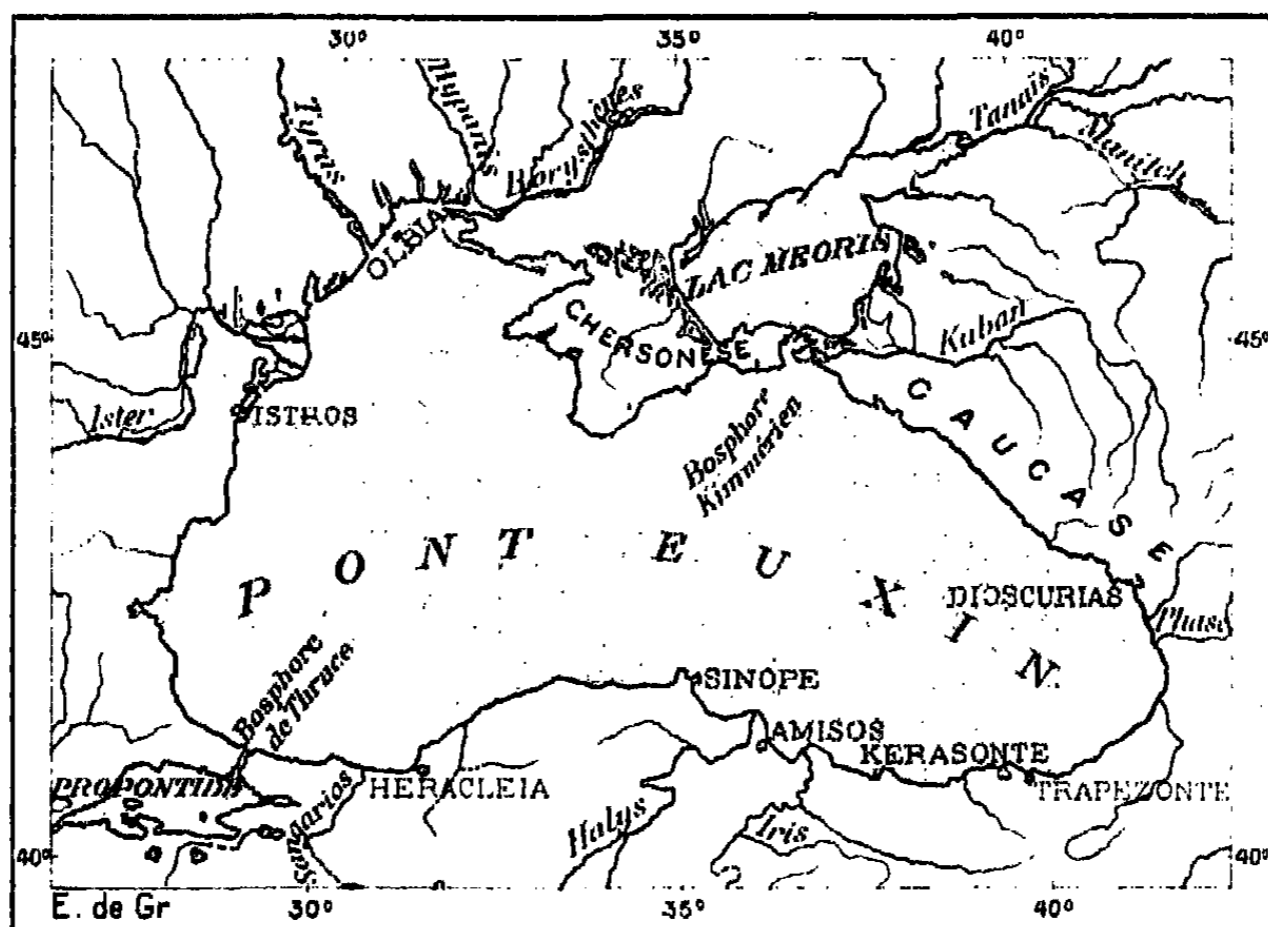 30°
35°
40°
Tyras
Hypanis
Borysthènes
Tanais
Manitch
OLBIA
LAC MEORIS
45°
CHERSONESE
Kuban
45°
Ister
ISTROS
CAUCASE
Bosphore
Kimmérien
PONT EUXIN
DIOSCURIAS
Bosphore
de Thrace
SINOPE
AMISOS
KERASONTE
PROPONTIDE
HERACLEIA
TRAPEZONTE
Sangarios
Halys
Iris
40°
40°
E. de Gr
30°
35°
40°